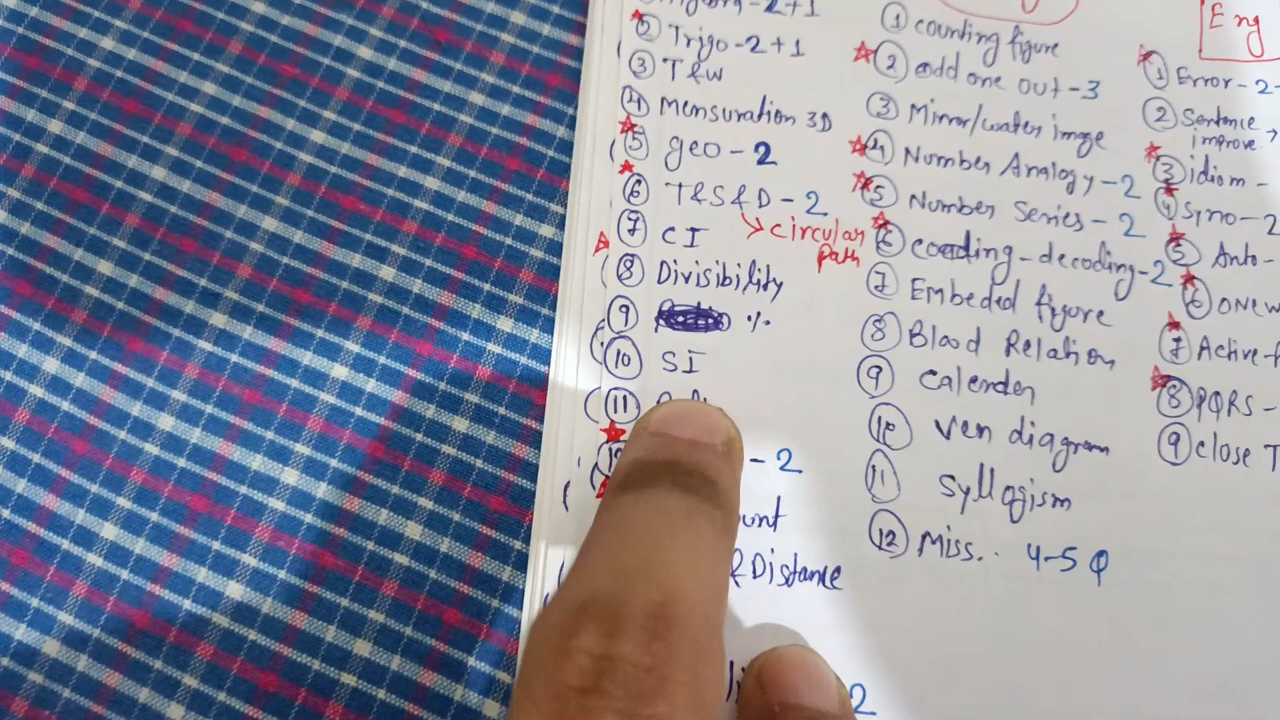 -2+1
② Trigo-2+1
③ T&W
④ Mensuration 3D
⑤ geo-2
⑥ T&S&D-2
circular path
⑦ CI
⑧ Divisibility
⑨ %
⑩ SI
⑪
-2
unt
&Distance
2
① counting figure
② odd one out-3
③ Mirror/water image
④ Number Analogy-2
⑤ Number Series-2
⑥ coading-decoding-2
⑦ Embeded figure
⑧ Blood Relation
⑨ calender
⑩ ven diagram
⑪ syllogism
⑫ Miss.. 4-5 Q
Eng
① Error-2-
② Sentence
improve.
③ idiom-
④ Syno-2
⑤ Anto-
⑥ ONEW
⑦ Active-
⑧ PQRS-
⑨ close T